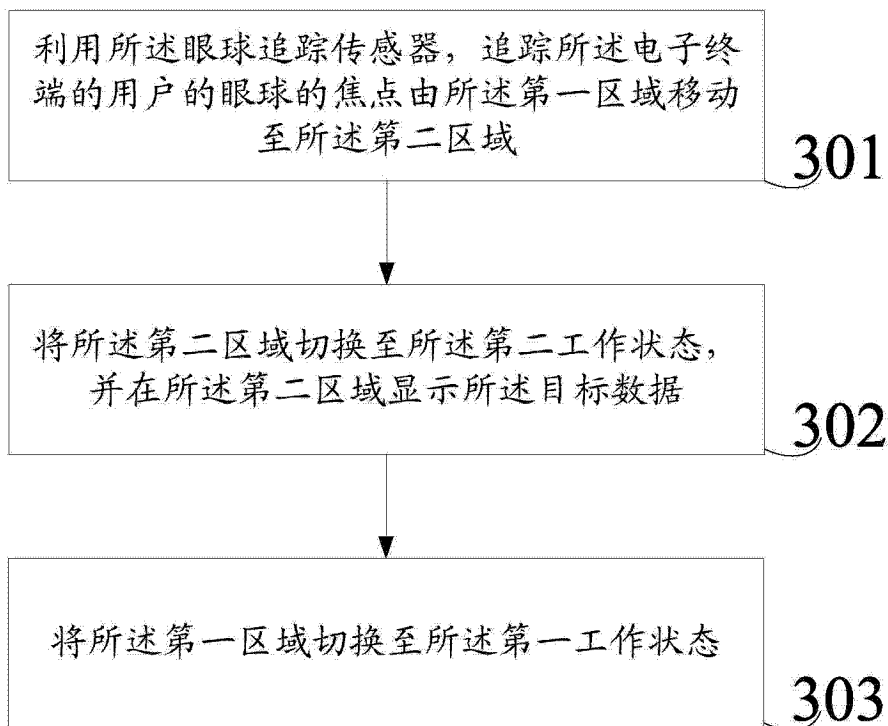 利用所述眼球追踪传感器，追踪所述电子终
端的用户的眼球的焦点由所述第一区域移动
至所述第二区域
301
将所述第二区域切换至所述第二工作状态，
并在所述第二区域显示所述目标数据
302
将所述第一区域切换至所述第一工作状态
303